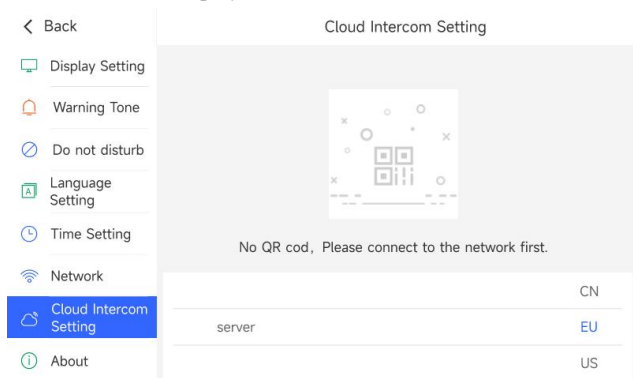 Back
Cloud Intercom Setting
Display Setting
Warning Tone
Do not disturb
A
Language
Setting
Time Setting
No QR cod, Please connect to the network first.
Network
CN
Cloud Intercom
Setting
server
EU
About
US